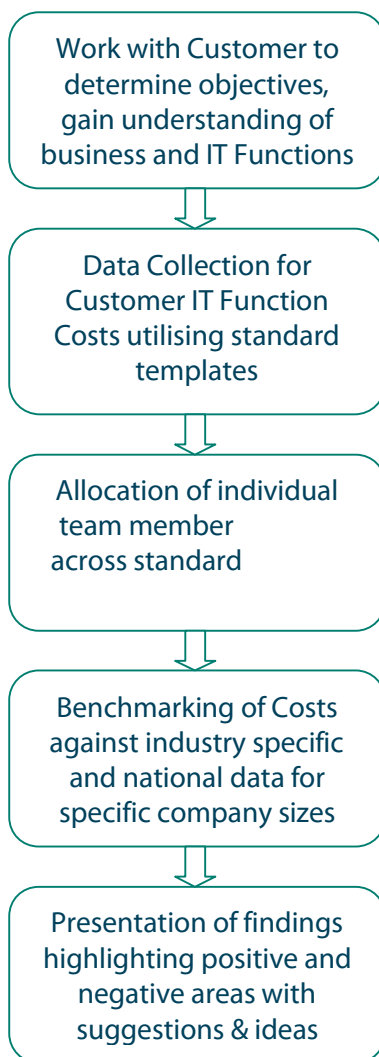 Work with Customer to
determine objectives,
gain understanding of
business and IT Functions
Data Collection for
Customer IT Function
Costs utilising standard
templates
Allocation of individual
team member
across standard
Benchmarking of Costs
against industry specific
and national data for
specific company sizes
Presentation of findings
highlighting positive and
negative areas with
suggestions & ideas